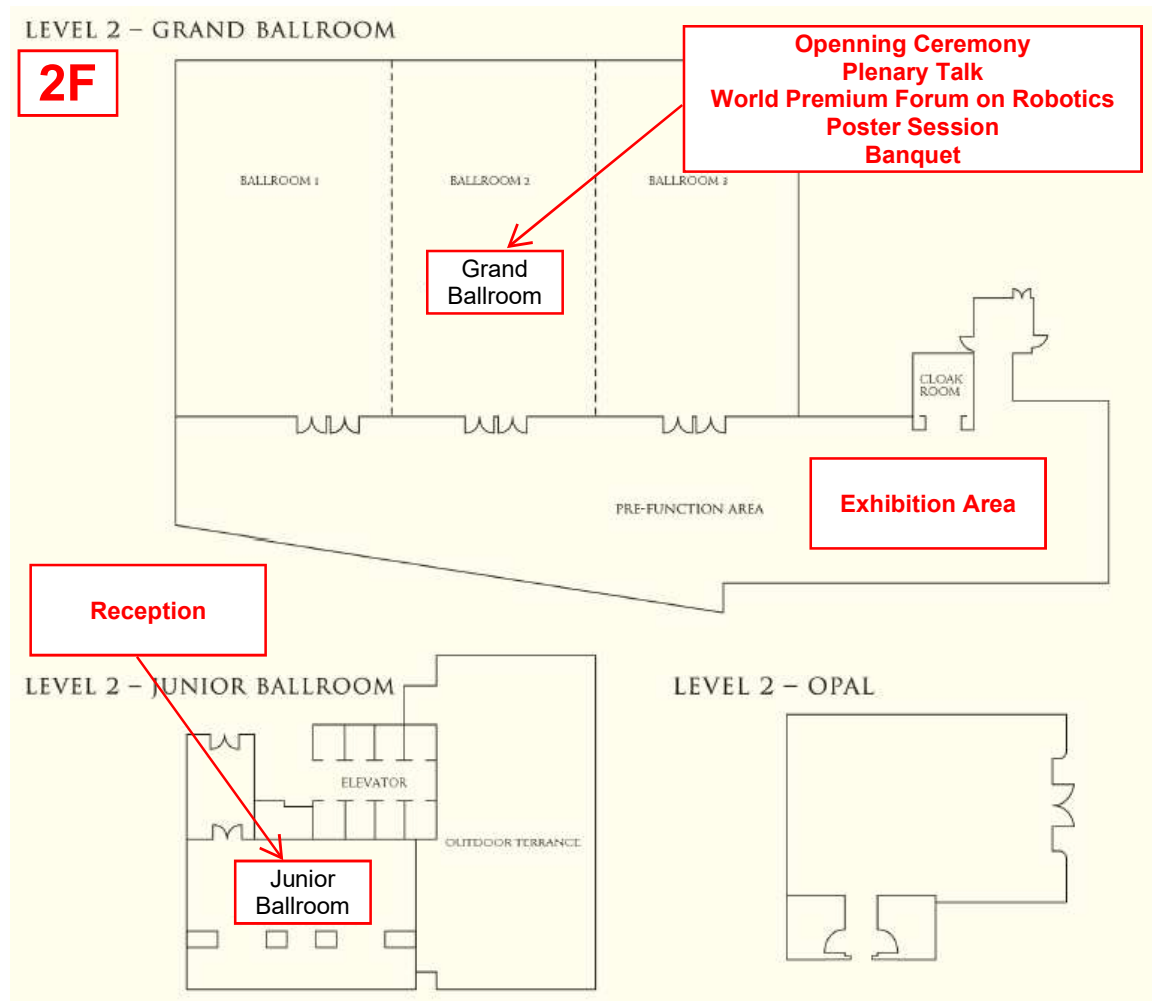 LEVEL 2 – GRAND BALLROOM
2F
Openning Ceremony
Plenary Talk
World Premium Forum on Robotics
Poster Session
Banquet
BALLROOM 1
BALLROOM 2
BALLROOM 3
Grand
Ballroom
CLOAK
ROOM
PRE-FUNCTION AREA
Exhibition Area
Reception
LEVEL 2 – JUNIOR BALLROOM
ELEVATOR
OUTDOOR TERRANCE
Junior
Ballroom
LEVEL 2 – OPAL